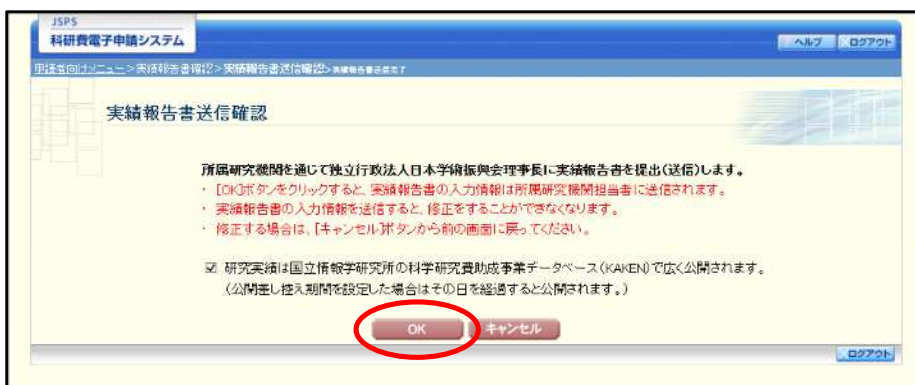 JSPS
科研費電子申請システム
ヘルプ ログアウト
申請者向けメニュー>実績報告書確認>実績報告書送信確認>実績報告書送信完了
実績報告書送信確認
所属研究機関を通じて独立行政法人日本学術振興会理事長に実績報告書を提出(送信)します。
・ [OK]ボタンをクリックすると、実績報告書の入力情報は所属研究機関担当者に送信されます。
・ 実績報告書の入力情報を送信すると、修正をすることができなくなります。
・ 修正する場合は、[キャンセル]ボタンから前の画面に戻ってください。
研究実績は国立情報学研究所の科学研究費助成事業データベース(KAKEN)で広く公開されます。
(公開差し控え期間を設定した場合はその日を経過すると公開されます。)
OK キャンセル
ログアウト